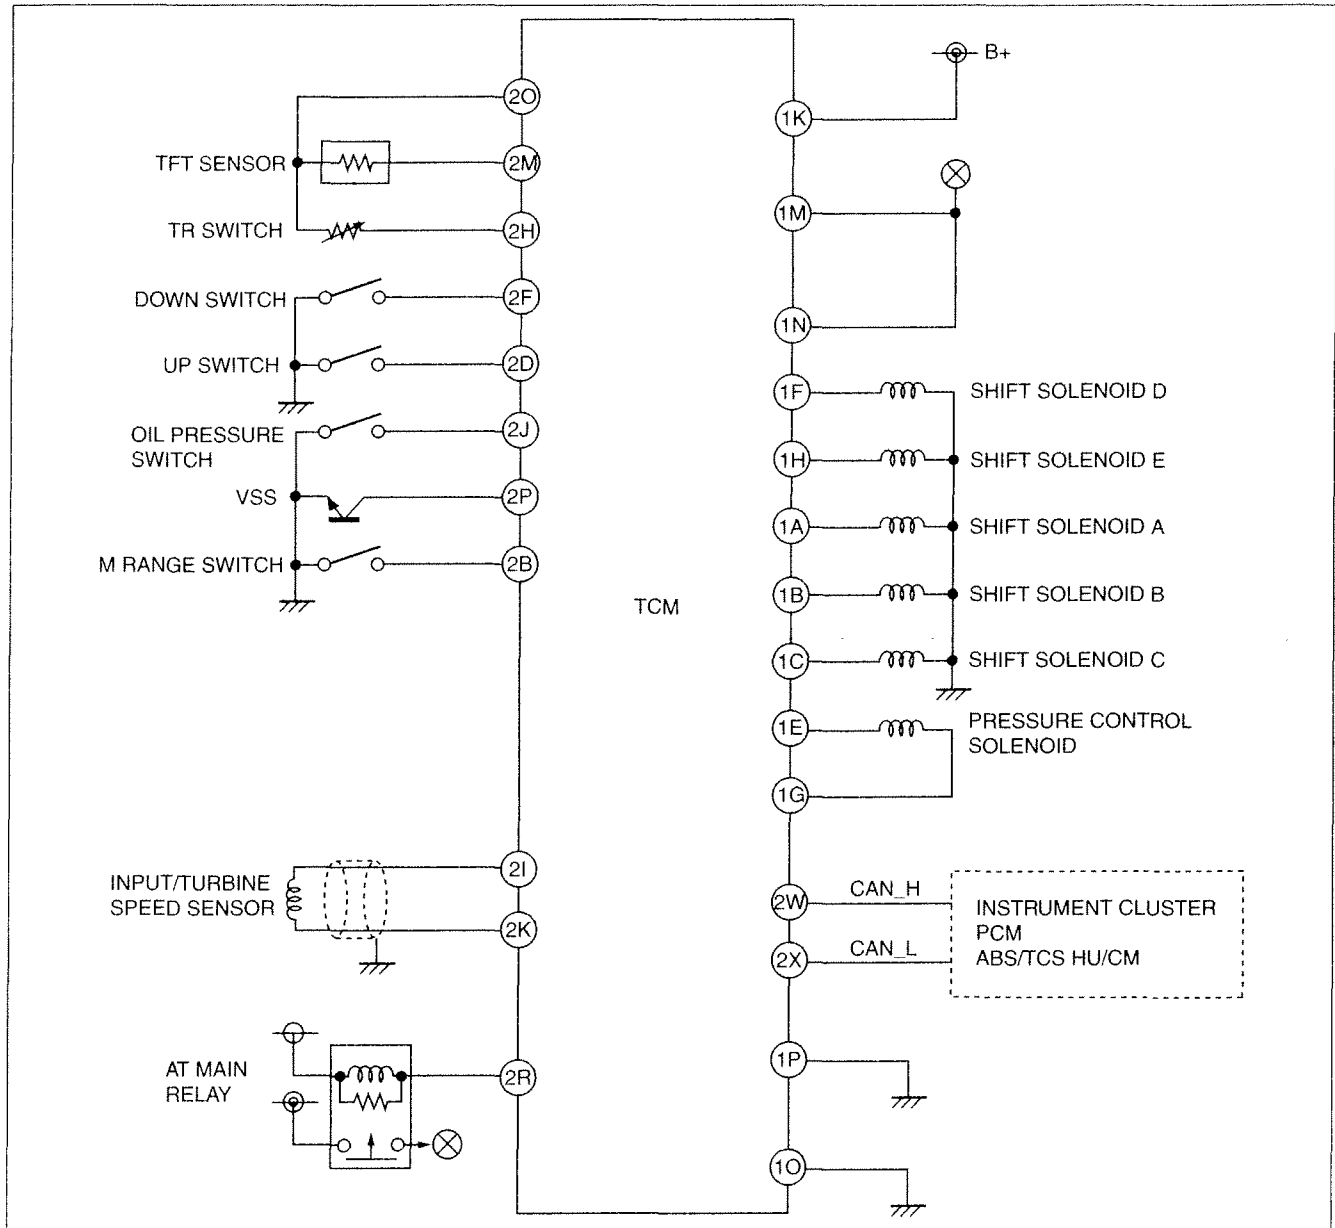 B+
2O
1K
TFT SENSOR
2M
1M
TR SWITCH
2H
DOWN SWITCH
2F
1N
UP SWITCH
2D
1F
SHIFT SOLENOID D
OIL PRESSURE
SWITCH
2J
1H
SHIFT SOLENOID E
VSS
2P
1A
SHIFT SOLENOID A
M RANGE SWITCH
2B
TCM
1B
SHIFT SOLENOID B
1C
SHIFT SOLENOID C
1E
PRESSURE CONTROL
SOLENOID
1G
INPUT/TURBINE
SPEED SENSOR
2I
2K
2W
CAN_H
2X
CAN_L
INSTRUMENT CLUSTER
PCM
ABS/TCS HU/CM
AT MAIN
RELAY
2R
1P
1O